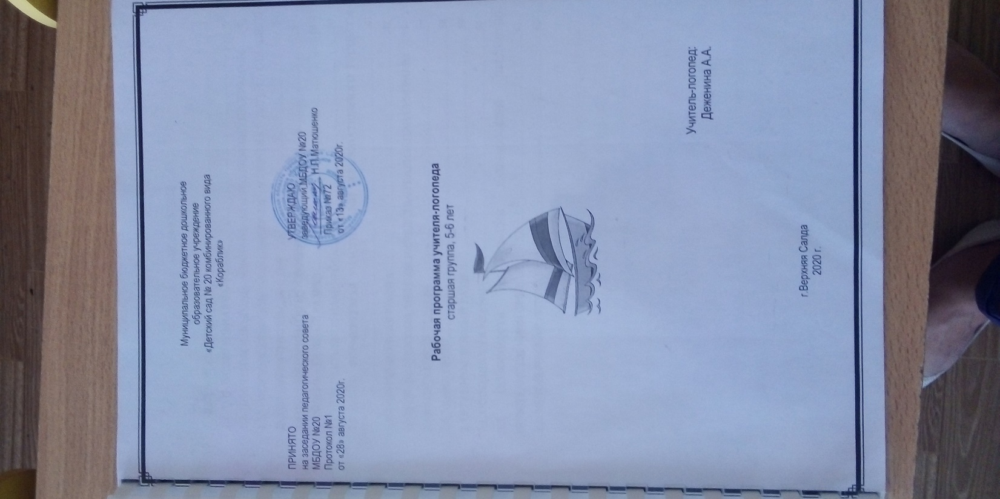 Муниципальное бюджетное дошкольное
образовательное учреждение
«Детский сад № 20 комбинированного вида
«Кораблик»
ПРИНЯТО
на заседании педагогического совета
МБДОУ №20
Протокол №1
от «28» августа 2020г.
УТВЕРЖДАЮ
заведующий МБДОУ №20
Н.П.Матюшенко
Приказ №72
от «13» августа 2020г.
Рабочая программа учителя-логопеда
старшая группа, 5-6 лет
Учитель-логопед:
Деженина А.А.
г.Верхняя Салда
2020 г.